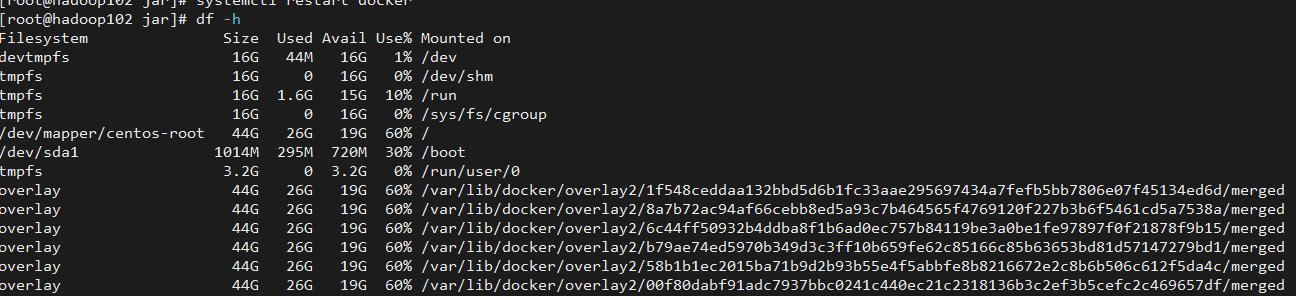 [root@hadoop102 jar]# systemctl restart docker
[root@hadoop102 jar]# df -h
Filesystem Size Used Avail Use% Mounted on
devtmpfs 16G 44M 16G 1% /dev
tmpfs 16G 0 16G 0% /dev/shm
tmpfs 16G 1.6G 15G 10% /run
tmpfs 16G 0 16G 0% /sys/fs/cgroup
/dev/mapper/centos-root 44G 26G 19G 60% /
/dev/sda1 1014M 295M 720M 30% /boot
tmpfs 3.2G 0 3.2G 0% /run/user/0
overlay 44G 26G 19G 60% /var/lib/docker/overlay2/1f548ceddaa132bbd5d6b1fc33aae295697434a7fefb5bb7806e07f45134ed6d/merged
overlay 44G 26G 19G 60% /var/lib/docker/overlay2/8a7b72ac94af66cebb8ed5a93c7b464565f4769120f227b3b6f5461cd5a7538a/merged
overlay 44G 26G 19G 60% /var/lib/docker/overlay2/6c44ff50932b4ddba8f1b6ad0ec757b84119be3a0be1fe97897f0f21878f9b15/merged
overlay 44G 26G 19G 60% /var/lib/docker/overlay2/b79ae74ed5970b349d3c3ff10b659fe62c85166c85b63653bd81d57147279bd1/merged
overlay 44G 26G 19G 60% /var/lib/docker/overlay2/58b1b1ec2015ba71b9d2b93b55e4f5abbfe8b8216672e2c8b6b506c612f5da4c/merged
overlay 44G 26G 19G 60% /var/lib/docker/overlay2/00f80dabf91adc7937bbc0241c440ec21c2318136b3c2ef3b5cefc2c469657df/merged